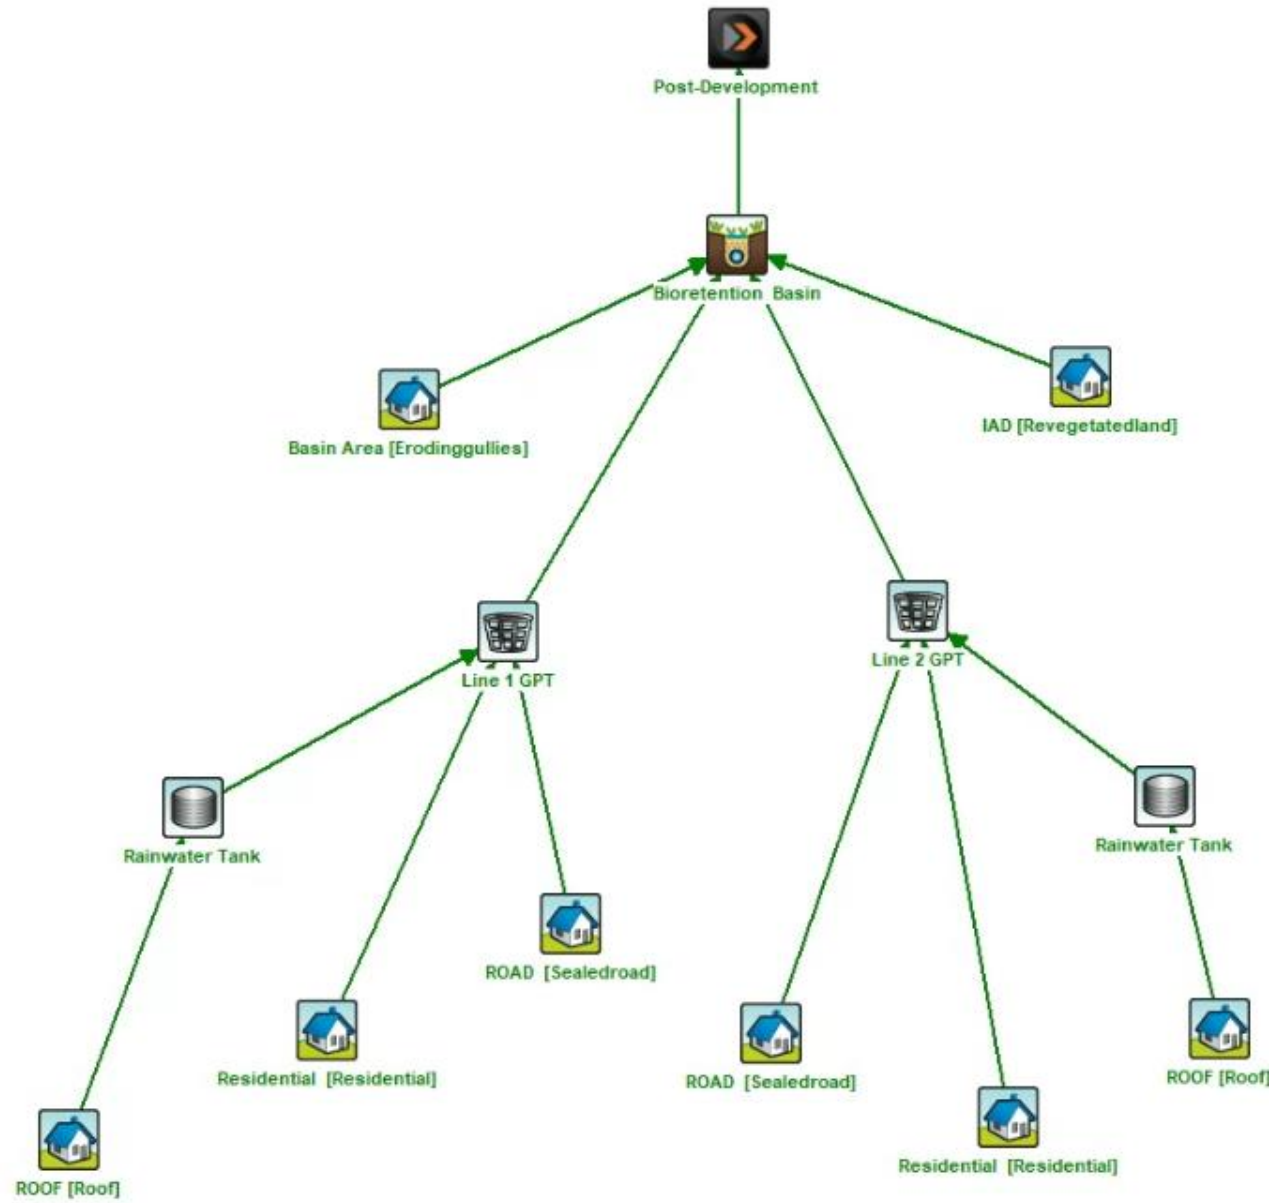 Post-Development
Bioretention Basin
Basin Area [Erodinggullies]
IAD [Revegetatedland]
Line 1 GPT
Line 2 GPT
Rainwater Tank
Rainwater Tank
ROAD [Sealedroad]
Residential [Residential]
ROAD [Sealedroad]
ROOF [Roof]
Residential [Residential]
ROOF [Roof]